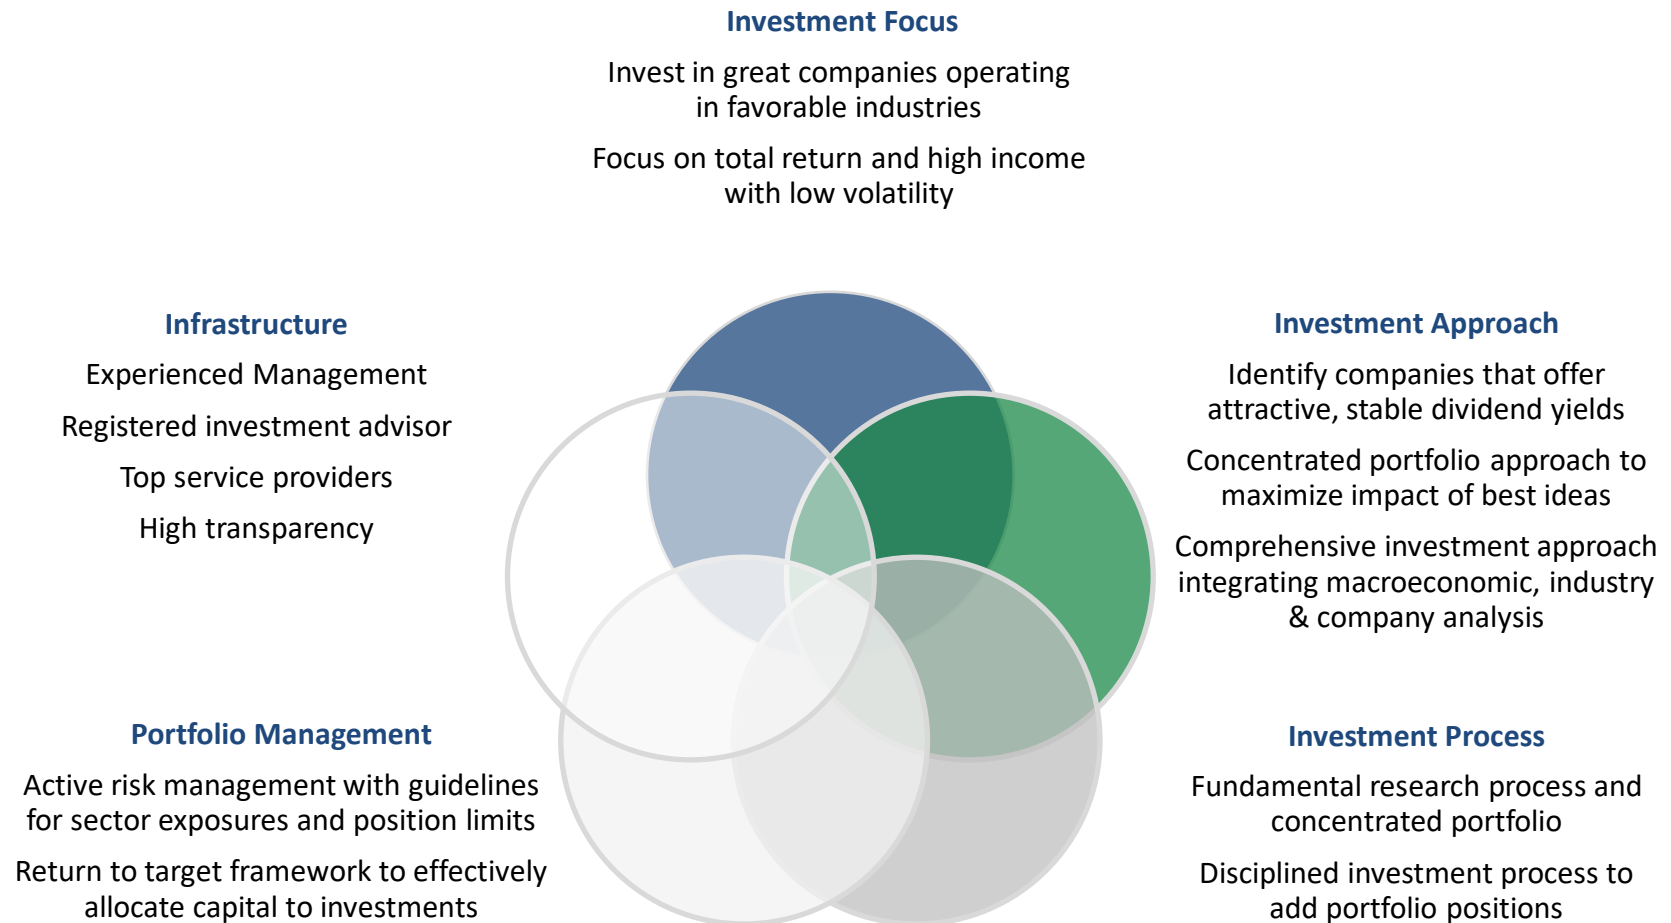 Investment Focus
Invest in great companies operating
in favorable industries
Focus on total return and high income
with low volatility
Infrastructure
Experienced Management
Registered investment advisor
Top service providers
High transparency
Investment Approach
Identify companies that offer
attractive, stable dividend yields
Concentrated portfolio approach to
maximize impact of best ideas
Comprehensive investment approach
integrating macroeconomic, industry
& company analysis
Portfolio Management
Active risk management with guidelines
for sector exposures and position limits
Return to target framework to effectively
allocate capital to investments
Investment Process
Fundamental research process and
concentrated portfolio
Disciplined investment process to
add portfolio positions